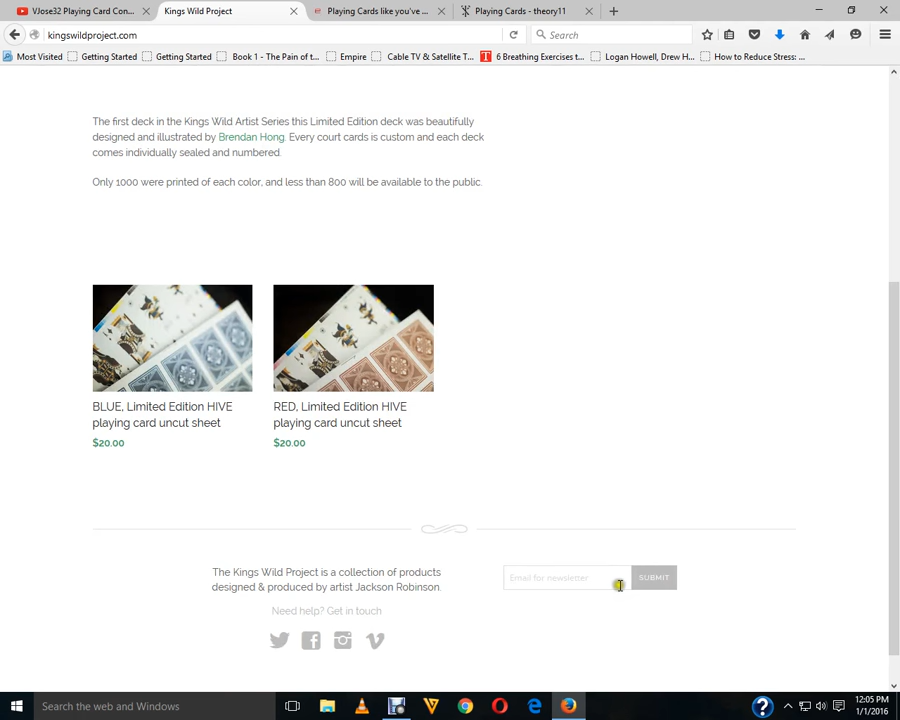 VJose32 Playing Card Con...
Kings Wild Project
Playing Cards like you've ...
Playing Cards - theory11
kingswildproject.com
Search
Most Visited
Getting Started
Getting Started
Book 1 - The Pain of t...
Empire
Cable TV & Satellite T...
6 Breathing Exercises t...
Logan Howell, Drew H...
How to Reduce Stress: ...
The first deck in the Kings Wild Artist Series this Limited Edition deck was beautifully
designed and illustrated by Brendan Hong. Every court cards is custom and each deck
comes individually sealed and numbered.
Only 1000 were printed of each color, and less than 800 will be available to the public.
BLUE, Limited Edition HIVE
playing card uncut sheet
$20.00
RED, Limited Edition HIVE
playing card uncut sheet
$20.00
The Kings Wild Project is a collection of products
designed & produced by artist Jackson Robinson.
Need help? Get in touch
Email for newsletter
SUBMIT
Search the web and Windows
12:05 PM
1/1/2016